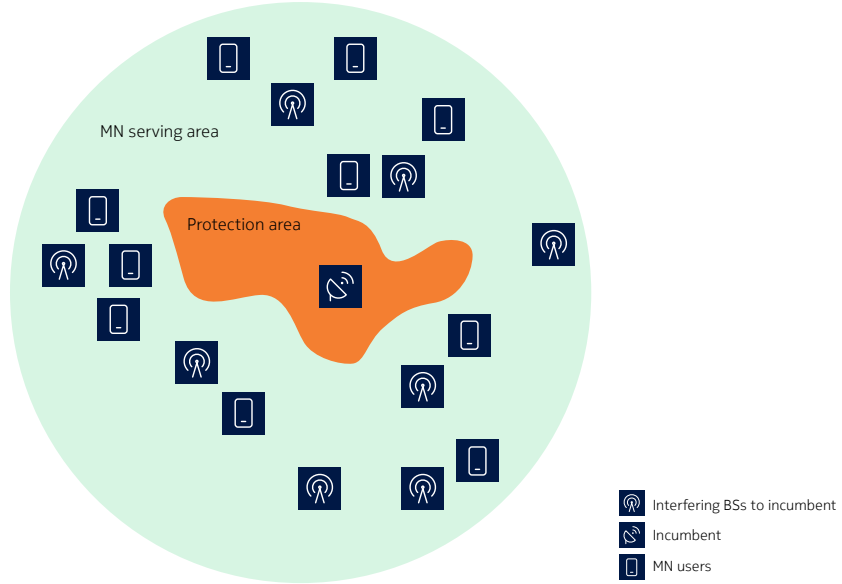 MN serving area
Protection area
Interfering BSs to incumbent
Incumbent
MN users